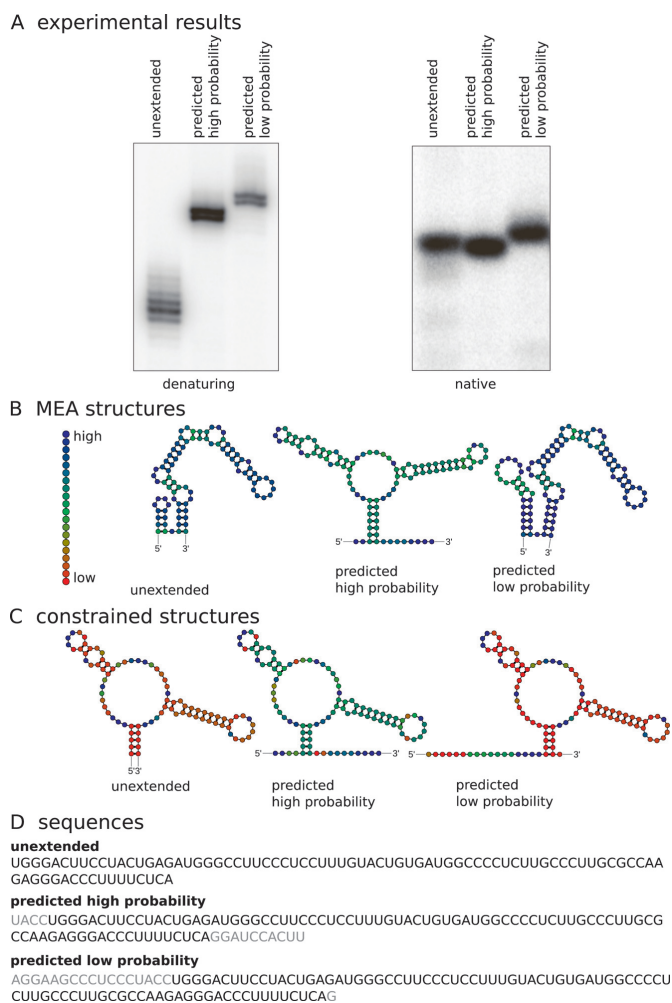 A experimental results
unextended
predicted
high probability
predicted
low probability
unextended
predicted
high probability
predicted
low probability
denaturing
native
B MEA structures
high
low
5'
3'
unextended
5'
3'
predicted
high probability
5'
3'
predicted
low probability
C constrained structures
5'3'
unextended
5'
3'
predicted
high probability
5'
3'
predicted
low probability
D sequences
unextended
UGGGACUUCCUACUGAGAUGGGCCUUCCCUCCUUUGUACUGUGAUGGCCCCUCUUGCCCUUGCGCCAA
GAGGGACCCUUUUCUCA
predicted high probability
UACCUGGGACUUCCUACUGAGAUGGGCCUUCCCUCCUUUGUACUGUGAUGGCCCCUCUUGCCCUUGCG
CCAAGAGGGACCCUUUUCUCAGGAUCCACUU
predicted low probability
AGGAAGCCCUCCCUACCUGGGACUUCCUACUGAGAUGGGCCUUCCCUCCUUUGUACUGUGAUGGCCCCU
CUUGCCCUUGCGCCAAGAGGGACCCUUUUCUCAG